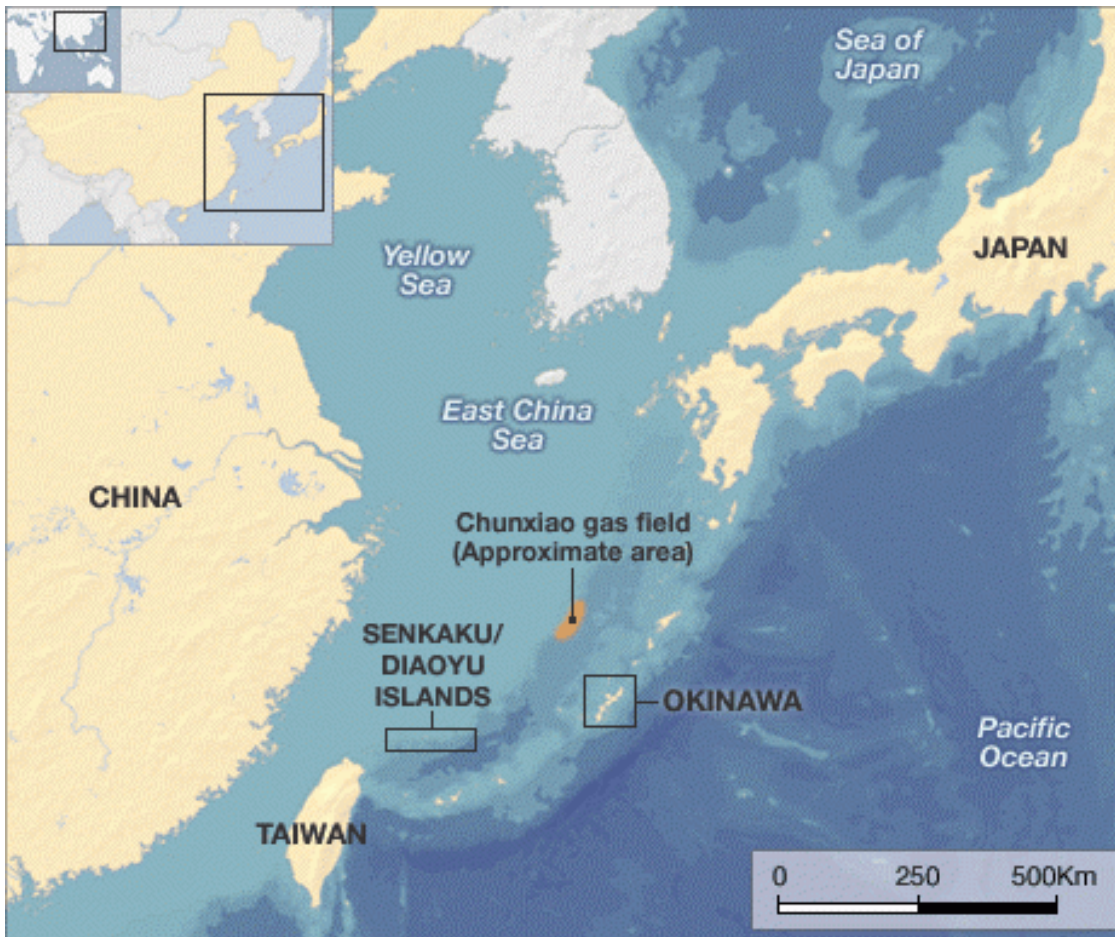 Sea of
Japan
JAPAN
Yellow
Sea
East China
Sea
CHINA
Chunxiao gas field
(Approximate area)
SENKAKU/
DIAOYU
ISLANDS
OKINAWA
Pacific
Ocean
TAIWAN
0 250 500Km